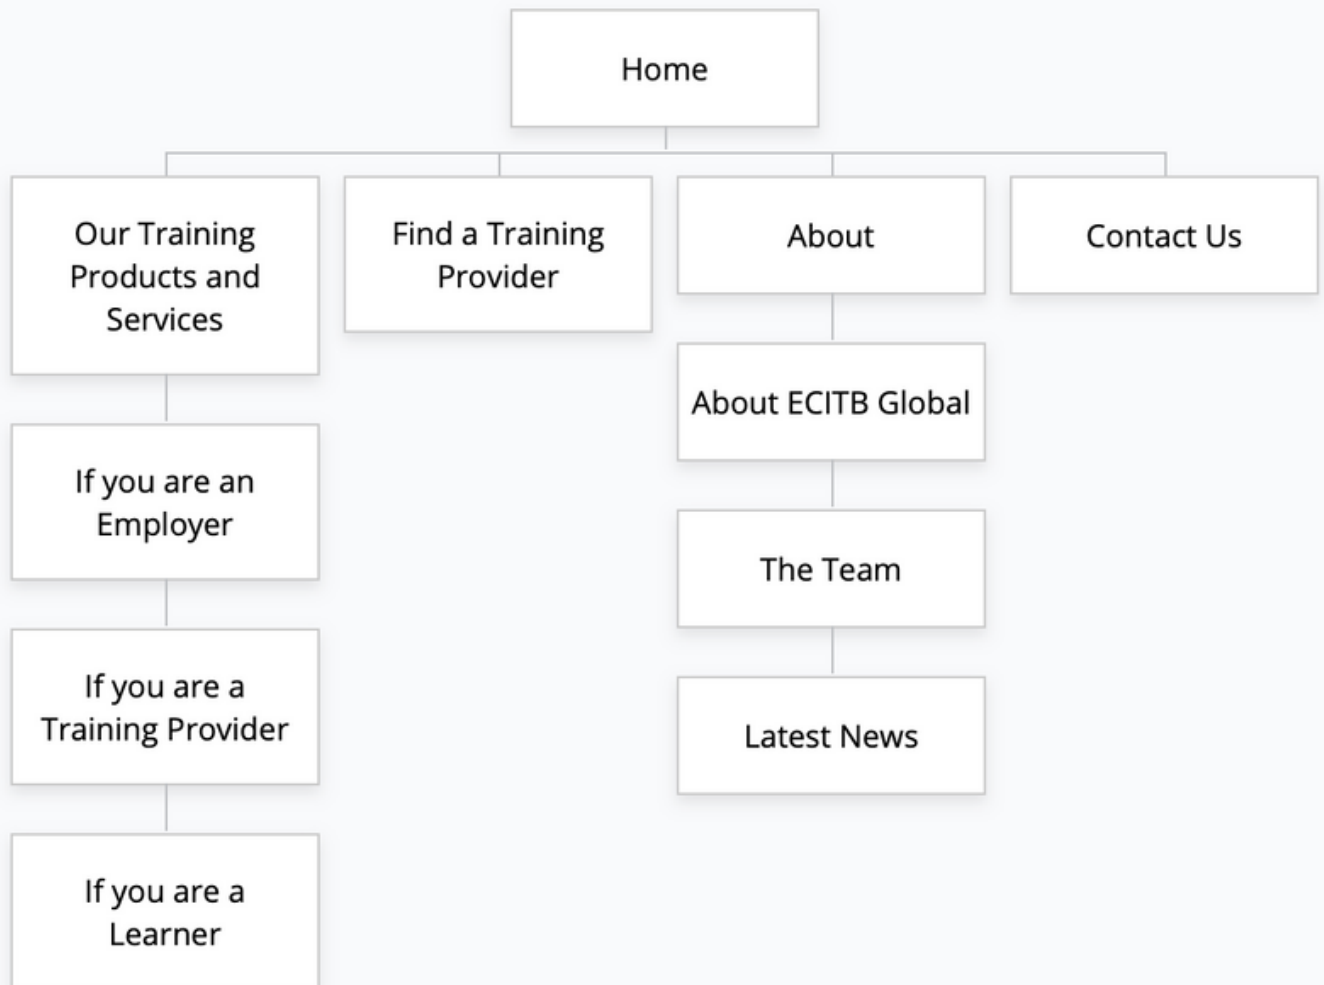 Home
Our Training
Products and
Services
Find a Training
Provider
About
Contact Us
If you are an
Employer
If you are a
Training Provider
If you are a
Learner
About ECITB Global
The Team
Latest News